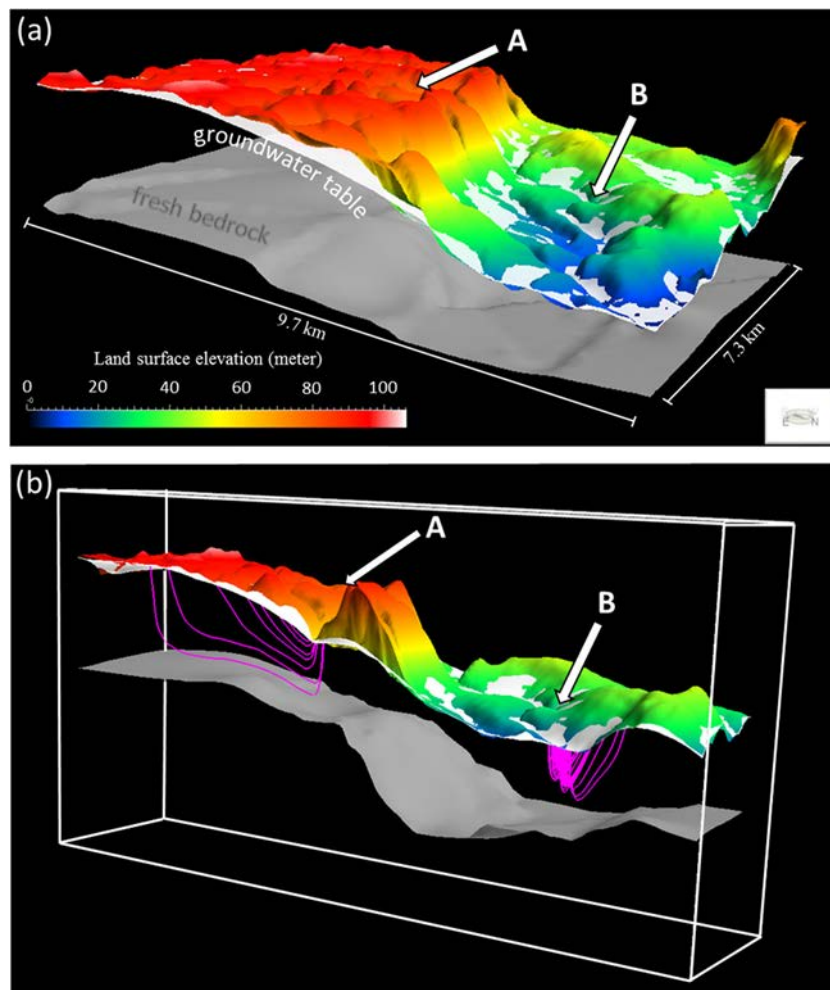 (a)
A
B
groundwater table
fresh bedrock
9.7 km
7.3 km
Land surface elevation (meter)
0 20 40 60 80 100
E N
(b)
A
B